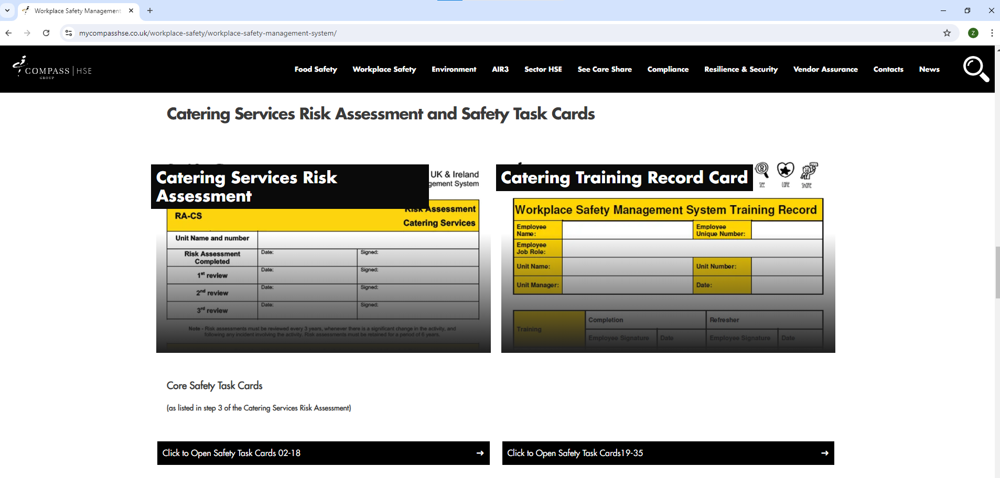 Workplace Safety Management
mycompasshse.co.uk/workplace-safety/workplace-safety-management-system/
Z
COMPASS HSE
GROUP
Food Safety
Workplace Safety
Environment
AIR3
Sector HSE
See Care Share
Compliance
Resilience & Security
Vendor Assurance
Contacts
News
Catering Services Risk Assessment and Safety Task Cards
Catering Services Risk
Assessment
UK & Ireland
gement System
RA-CS
Risk Assessment
Catering Services
Unit Name and number
Risk Assessment
Completed
Date:
Signed:
1st review
Date:
Signed:
2nd review
Date:
Signed:
3rd review
Date:
Signed:
Note - Risk assessments must be reviewed every 3 years, whenever there is a significant change in the activity, and
following any incident involving the activity. Risk assessments must be retained for a period of 6 years.
Catering Training Record Card
see
care
share
Workplace Safety Management System Training Record
Employee
Name:
Employee
Unique Number:
Employee
Job Role:
Unit Name:
Unit Number:
Unit Manager:
Date:
Training
Completion
Refresher
Employee Signature
Date
Employee Signature
Date
Core Safety Task Cards
(as listed in step 3 of the Catering Services Risk Assessment)
Click to Open Safety Task Cards 02-18
Click to Open Safety Task Cards19-35